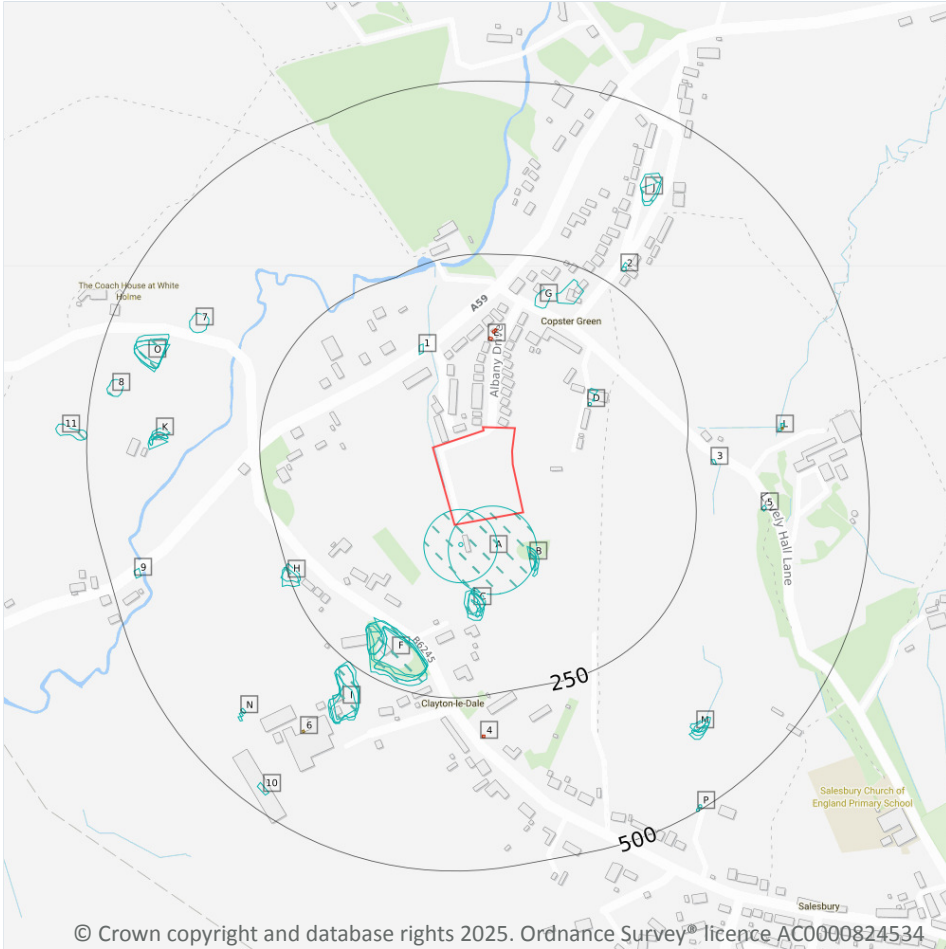 J
2
The Coach House at White
Holme
G
A59
7
Copster Green
E
1
O
Albany Drive
8
D
11
K
L
3
5
Lovely Hall Lane
A
B
9
H
C
F
B6245
I
250
Clayton-le-Dale
N
M
6
4
10
Salesbury Church of
England Primary School
P
500
Salesbury
© Crown copyright and database rights 2025. Ordnance Survey® licence AC0000824534